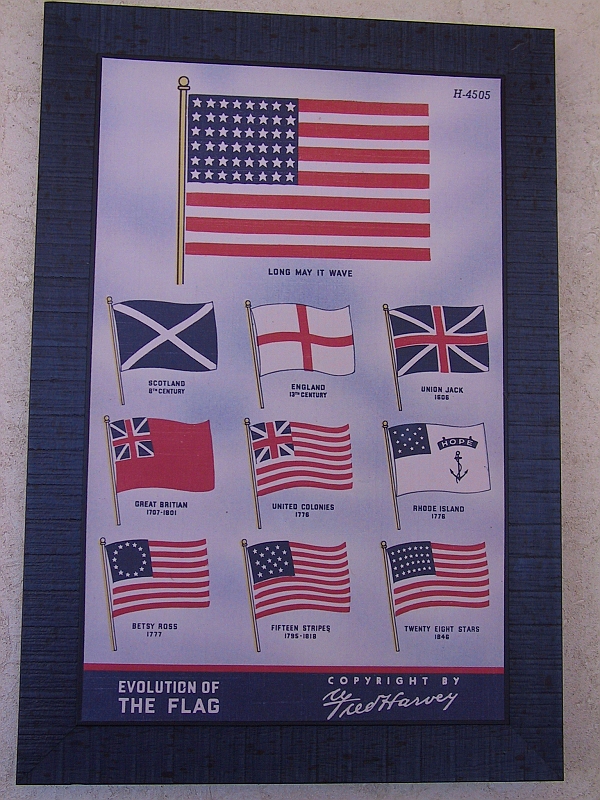 H-4505
LONG MAY IT WAVE
SCOTLAND
8TH CENTURY
ENGLAND
13TH CENTURY
UNION JACK
1606
GREAT BRITIAN
1707-1801
UNITED COLONIES
1776
HOPE
RHODE ISLAND
1776
BETSY ROSS
1777
FIFTEEN STRIPES
1795-1818
TWENTY EIGHT STARS
1846
EVOLUTION OF
THE FLAG
COPYRIGHT BY
Fred Harvey